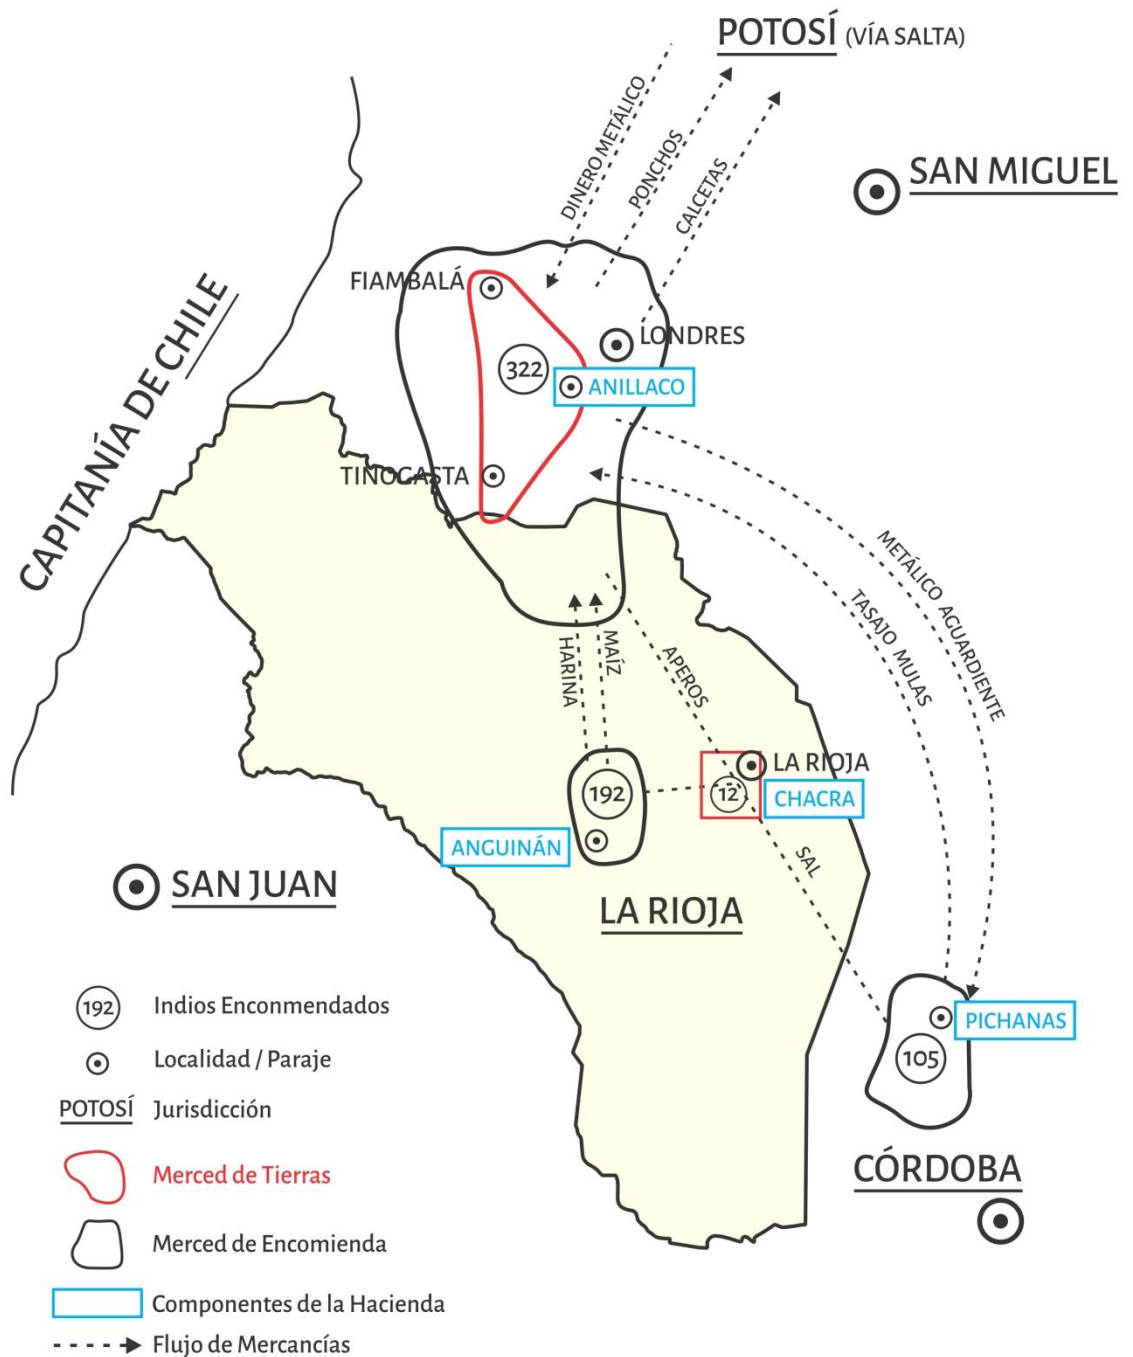 POTOSÍ (VÍA SALTA)
DINERO METÁLICO
PONCHOS
CALCETAS
SAN MIGUEL
FIAMBALÁ
LONDRES
322
ANILLACO
CAPITANÍA DE CHILE
TINOGASTA
METÁLICO AGUARDIENTE
TASAJO MULAS
HARINA
MAÍZ
APEROS
LA RIOJA
192
12
CHACRA
ANGUINÁN
SAL
SAN JUAN
LA RIOJA
192 Indios Enconmendados
Localidad / Paraje
POTOSÍ Jurisdicción
Merced de Tierras
Merced de Encomienda
Componentes de la Hacienda
Flujo de Mercancías
PICHANAS
105
CÓRDOBA